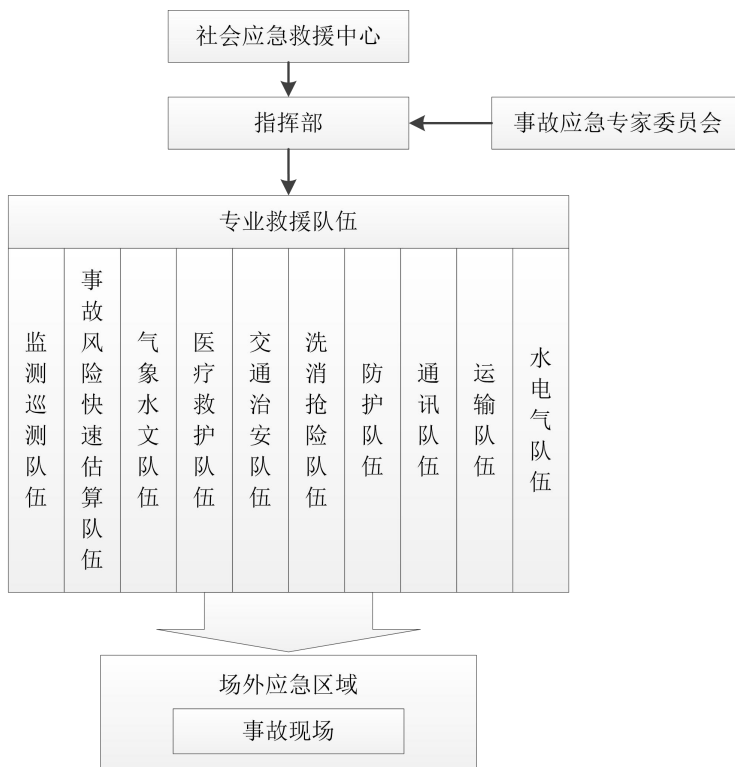 社会应急救援中心
指挥部
事故应急专家委员会
专业救援队伍
监测巡测队伍
事故风险快速估算队伍
气象水文队伍
医疗救护队伍
交通治安队伍
洗消抢险队伍
防护队伍
通讯队伍
运输队伍
水电气队伍
场外应急区域
事故现场